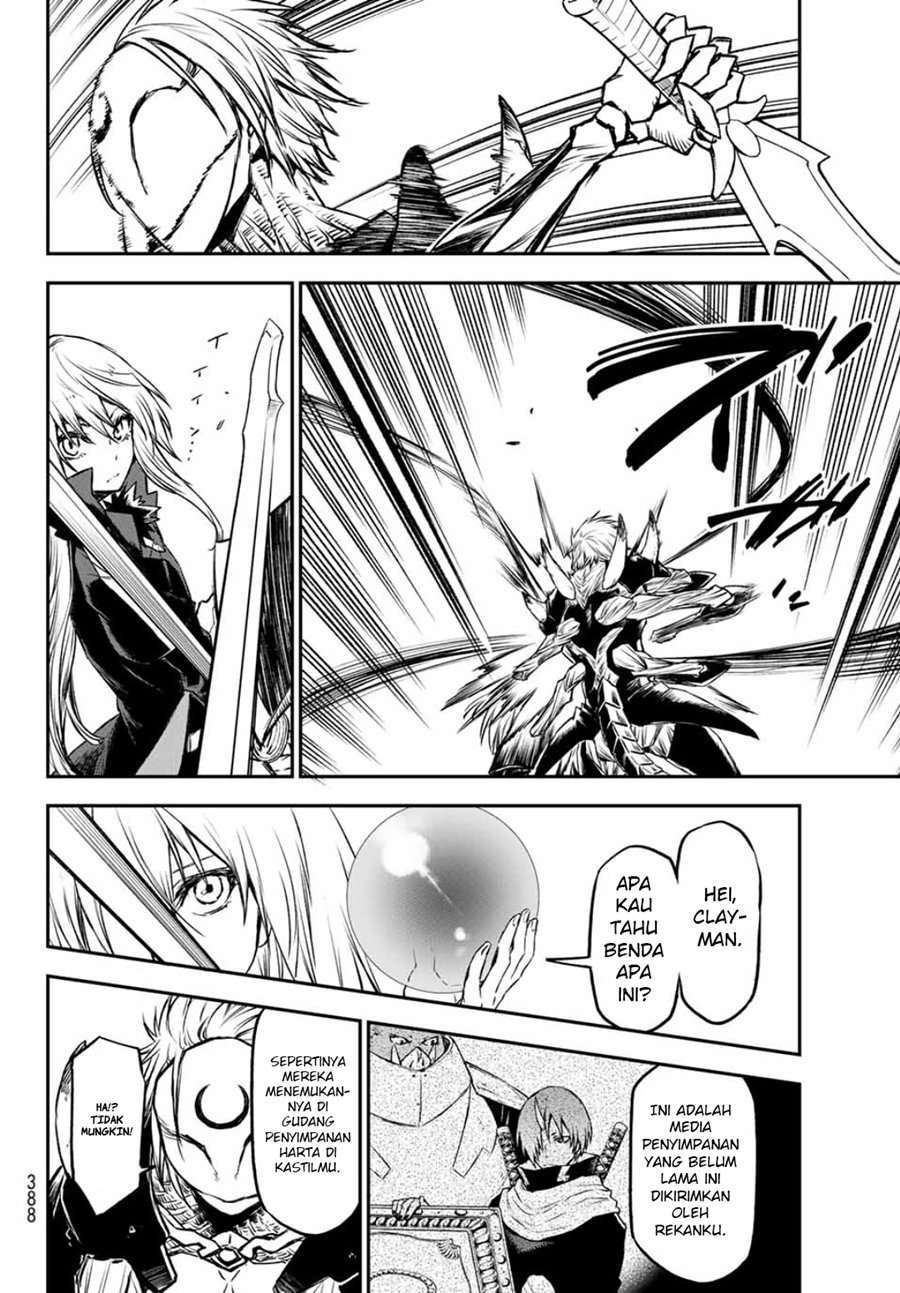 HEI,
CLAY-
MAN.
APA
KAU
TAHU
BENDA
APA
INI?
INI ADALAH
MEDIA
PENYIMPANAN
YANG BELUM
LAMA INI
DIKIRIMKAN
OLEH
REKANKU.
SEPERTINYA
MEREKA
MENEMUKAN-
NYA DI
GUDANG
PENYIMPANAN
HARTA DI
KASTILMU.
HA!?
TIDAK
MUNGKIN!
388